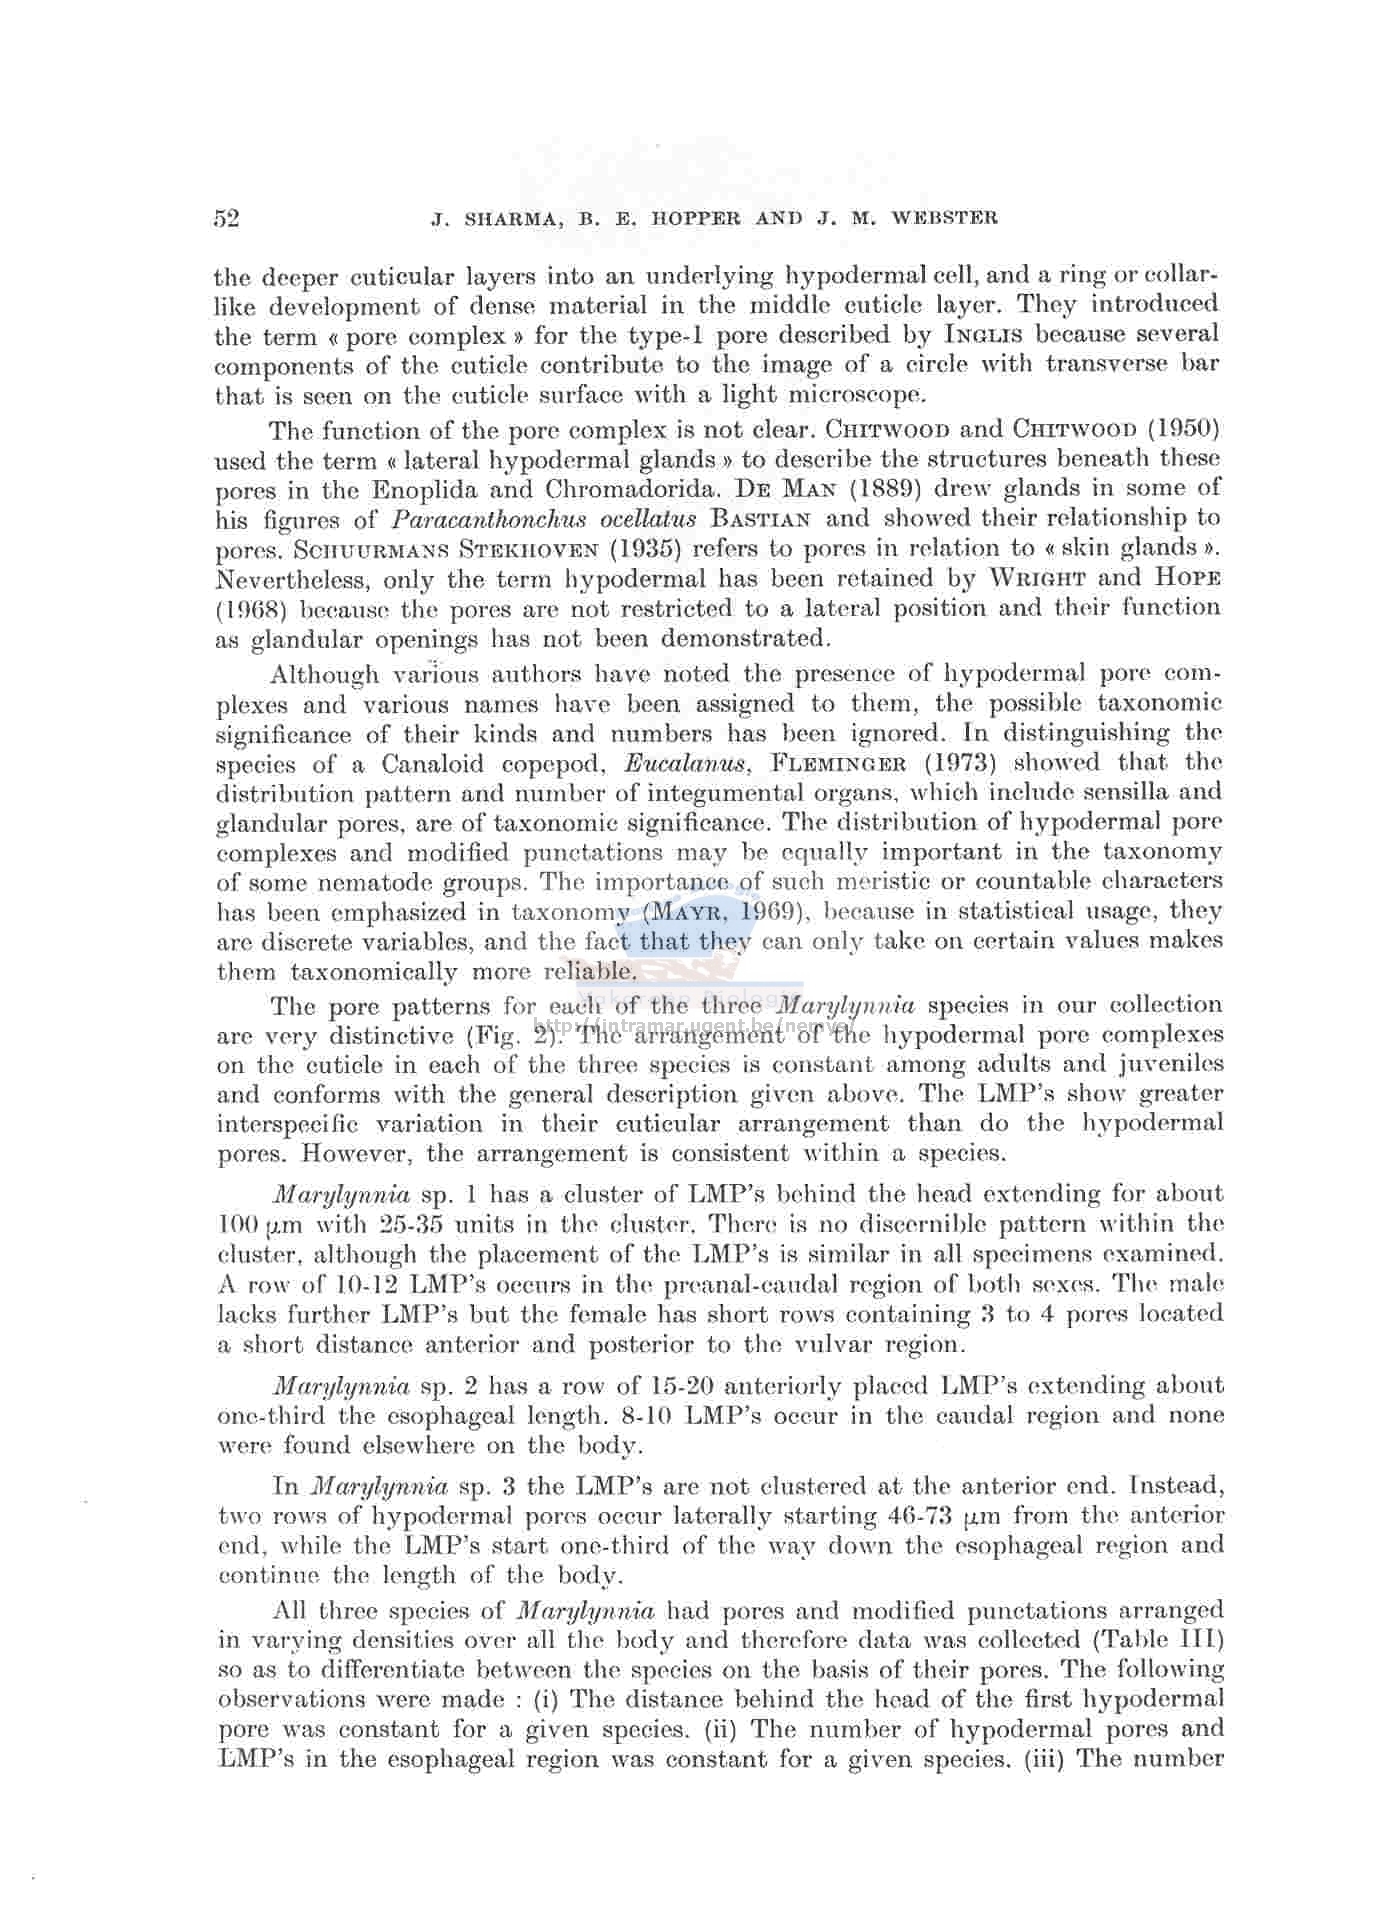 52 J. SHARMA, B. E. HOPPER AND J. M. WEBSTER
the deeper cuticular layers into an underlying hypodermal cell, and a ring or collar-
like development of dense material in the middle cuticle layer. They introduced
the term « pore complex » for the type-1 pore described by INGLIS because several
components of the cuticle contribute to the image of a circle with transverse bar
that is seen on the cuticle surface with a light microscope.
The function of the pore complex is not clear. CHITWOOD and CHITWOOD (1950)
used the term « lateral hypodermal glands » to describe the structures beneath these
pores in the Enoplida and Chromadorida. DE MAN (1889) drew glands in some of
his figures of Paracanthonchus ocellatus BASTIAN and showed their relationship to
pores. SCHUURMANS STEKHOVEN (1935) refers to pores in relation to « skin glands ».
Nevertheless, only the term hypodermal has been retained by WRIGHT and HOPE
(1968) because the pores are not restricted to a lateral position and their function
as glandular openings has not been demonstrated.
Although various authors have noted the presence of hypodermal pore com-
plexes and various names have been assigned to them, the possible taxonomic
significance of their kinds and numbers has been ignored. In distinguishing the
species of a Canaloid copepod, Eucalanus, FLEMINGER (1973) showed that the
distribution pattern and number of integumental organs, which include sensilla and
glandular pores, are of taxonomic significance. The distribution of hypodermal pore
complexes and modified punctations may be equally important in the taxonomy
of some nematode groups. The importance of such meristic or countable characters
has been emphasized in taxonomy (MAYR, 1969), because in statistical usage, they
are discrete variables, and the fact that they can only take on certain values makes
them taxonomically more reliable.
The pore patterns for each of the three Marylynnia species in our collection
are very distinctive (Fig. 2). The arrangement of the hypodermal pore complexes
on the cuticle in each of the three species is constant among adults and juveniles
and conforms with the general description given above. The LMP's show greater
interspecific variation in their cuticular arrangement than do the hypodermal
pores. However, the arrangement is consistent within a species.
Marylynnia sp. 1 has a cluster of LMP's behind the head extending for about
100 μm with 25-35 units in the cluster. There is no discernible pattern within the
cluster, although the placement of the LMP's is similar in all specimens examined.
A row of 10-12 LMP's occurs in the preanal-caudal region of both sexes. The male
lacks further LMP's but the female has short rows containing 3 to 4 pores located
a short distance anterior and posterior to the vulvar region.
Marylynnia sp. 2 has a row of 15-20 anteriorly placed LMP's extending about
one-third the esophageal length. 8-10 LMP's occur in the caudal region and none
were found elsewhere on the body.
In Marylynnia sp. 3 the LMP's are not clustered at the anterior end. Instead,
two rows of hypodermal pores occur laterally starting 46-73 μm from the anterior
end, while the LMP's start one-third of the way down the esophageal region and
continue the length of the body.
All three species of Marylynnia had pores and modified punctations arranged
in varying densities over all the body and therefore data was collected (Table III)
so as to differentiate between the species on the basis of their pores. The following
observations were made : (i) The distance behind the head of the first hypodermal
pore was constant for a given species. (ii) The number of hypodermal pores and
LMP's in the esophageal region was constant for a given species. (iii) The number
http://intramar.ugent.be/nemys/